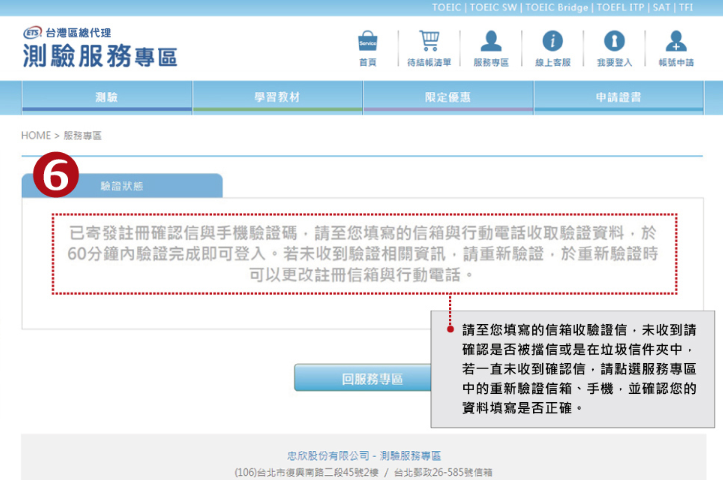 TOEIC | TOEIC SW | TOEIC Bridge | TOEFL ITP | SAT | TFI
ETS 台灣區總代理
測驗服務專區
Service
首頁
待結帳清單
服務專區
線上客服
我要登入
帳號申請
測驗
學習教材
限定優惠
申請證書
HOME > 服務專區
6
驗證狀態
已寄發註冊確認信與手機驗證碼，請至您填寫的信箱與行動電話收取驗證資料，於
60分鐘內驗證完成即可登入。若未收到驗證相關資訊，請重新驗證，於重新驗證時
可以更改註冊信箱與行動電話。
請至您填寫的信箱收驗證信，未收到請
確認是否被擋信或是在垃圾信件夾中，
若一直未收到確認信，請點選服務專區
中的重新驗證信箱、手機，並確認您的
資料填寫是否正確。
回服務專區
忠欣股份有限公司 - 測驗服務專區
(106)台北市復興南路二段45號2樓 / 台北郵政26-585號信箱